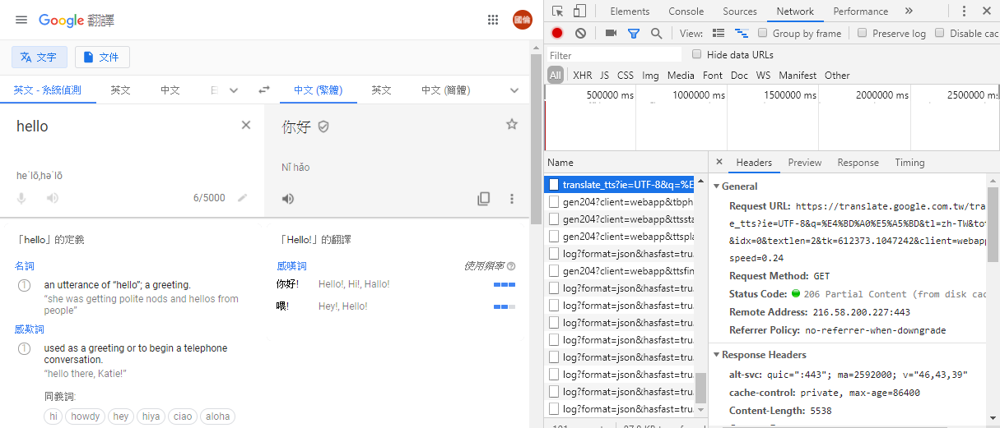 Google 翻譯
國倫
文字
文件
英文 - 系統偵測 英文 中文
中文 (繁體) 英文 中文 (簡體)
hello
heˈlō,həˈlō
6/5000
你好
Nǐ hǎo
「hello」的定義
名詞
1 an utterance of “hello”; a greeting.
“she was getting polite nods and hellos from
people”
感歎詞
1 used as a greeting or to begin a telephone
conversation.
“hello there, Katie!”
同義詞:
hi howdy hey hiya ciao aloha
「Hello!」的翻譯
感嘆詞 使用頻率
你好! Hello!, Hi!, Hallo!
喂! Hey!, Hello!
Elements Console Sources Network Performance
View: Group by frame Preserve log Disable cac
Filter Hide data URLs
All XHR JS CSS Img Media Font Doc WS Manifest Other
500000 ms 1000000 ms 1500000 ms 2000000 ms 2500000 ms
Name
translate_tts?ie=UTF-8&q=%E
gen204?client=webapp&tbph
gen204?client=webapp&ttssta
gen204?client=webapp&ttspla
log?format=json&hasfast=tru
gen204?client=webapp&ttsfin
log?format=json&hasfast=tru
log?format=json&hasfast=tru
log?format=json&hasfast=tru
log?format=json&hasfast=tru
log?format=json&hasfast=tru
log?format=json&hasfast=tru
log?format=json&hasfast=tru
log?format=json&hasfast=tru
Headers Preview Response Timing
General
Request URL: https://translate.google.com.tw/tra
e_tts?ie=UTF-8&q=%E4%BD%A0%E5%A5%BD&tl=zh-TW&tot
&idx=0&textlen=2&tk=612373.1047242&client=webapp
speed=0.24
Request Method: GET
Status Code: 206 Partial Content (from disk cac
Remote Address: 216.58.200.227:443
Referrer Policy: no-referrer-when-downgrade
Response Headers
alt-svc: quic=":443"; ma=2592000; v="46,43,39"
cache-control: private, max-age=86400
Content-Length: 5538